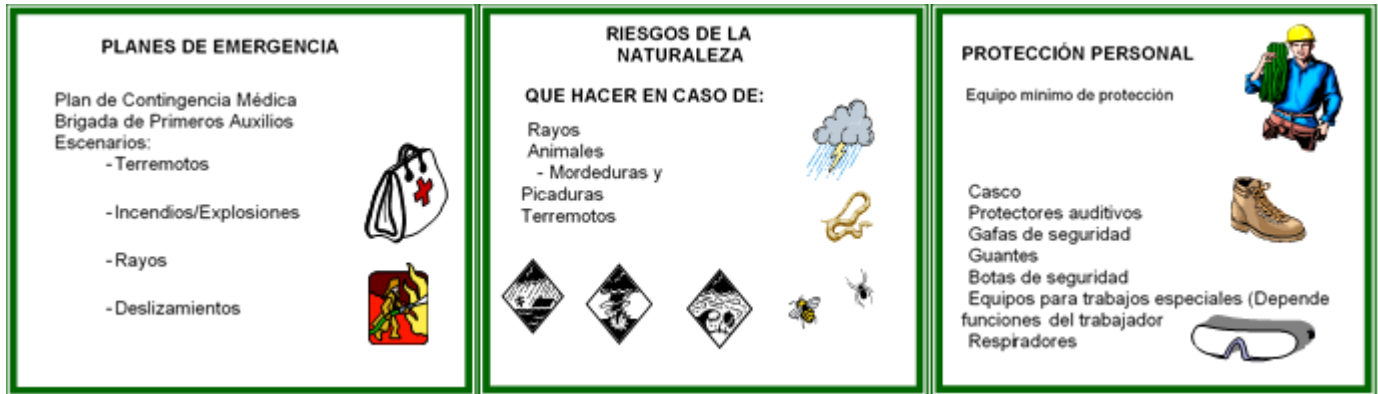 PLANES DE EMERGENCIA
Plan de Contingencia Médica
Brigada de Primeros Auxilios
Escenarios:
-Terremotos
-Incendios/Explosiones
-Rayos
-Deslizamientos
RIESGOS DE LA
NATURALEZA
QUE HACER EN CASO DE:
Rayos
Animales
- Mordeduras y
Picaduras
Terremotos
PROTECCIÓN PERSONAL
Equipo mínimo de protección
Casco
Protectores auditivos
Gafas de seguridad
Guantes
Botas de seguridad
Equipos para trabajos especiales (Depende
funciones del trabajador
Respiradores